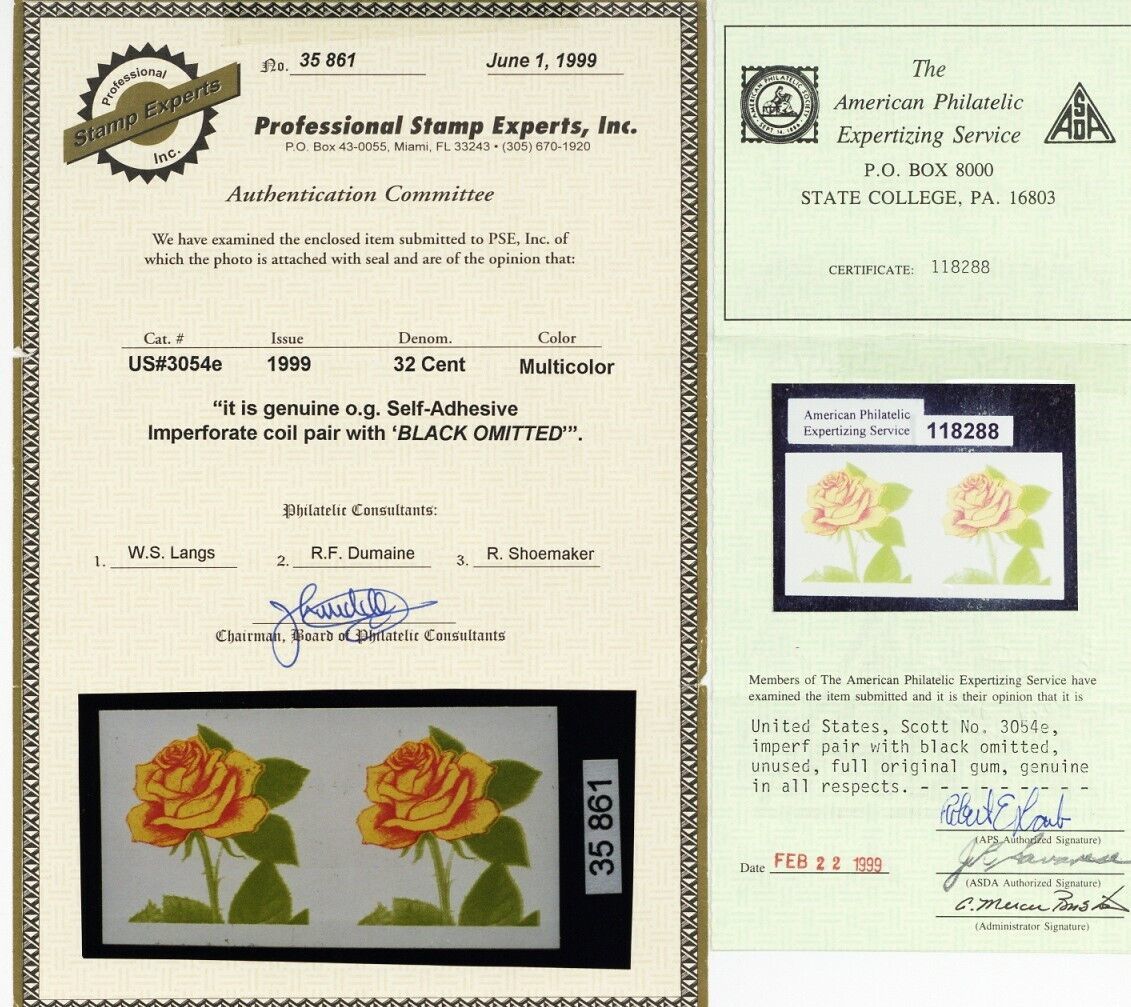 Professional
Stamp Experts
Inc.
No. 35 861
June 1, 1999
Professional Stamp Experts, Inc.
P.O. Box 43-0055, Miami, FL 33243 • (305) 670-1920
Authentication Committee
We have examined the enclosed item submitted to PSE, Inc. of
which the photo is attached with seal and are of the opinion that:
Cat. # Issue Denom. Color
US#3054e 1999 32 Cent Multicolor
“it is genuine o.g. Self-Adhesive
Imperforate coil pair with ‘BLACK OMITTED’”.
Philatelic Consultants:
1. W.S. Langs 2. R.F. Dumaine 3. R. Shoemaker
Chairman, Board of Philatelic Consultants
35 861
AMERICAN PHILATELIC SOCIETY
SEPT. 14, 1886
The
American Philatelic
Expertizing Service
ASDA
P.O. BOX 8000
STATE COLLEGE, PA. 16803
CERTIFICATE: 118288
American Philatelic
Expertizing Service 118288
Members of The American Philatelic Expertizing Service have
examined the item submitted and it is their opinion that it is
United States, Scott No. 3054e,
imperf pair with black omitted,
unused, full original gum, genuine
in all respects. - - - - - - - - - -
(APS Authorized Signature)
Date FEB 22 1999
(ASDA Authorized Signature)
(Administrator Signature)